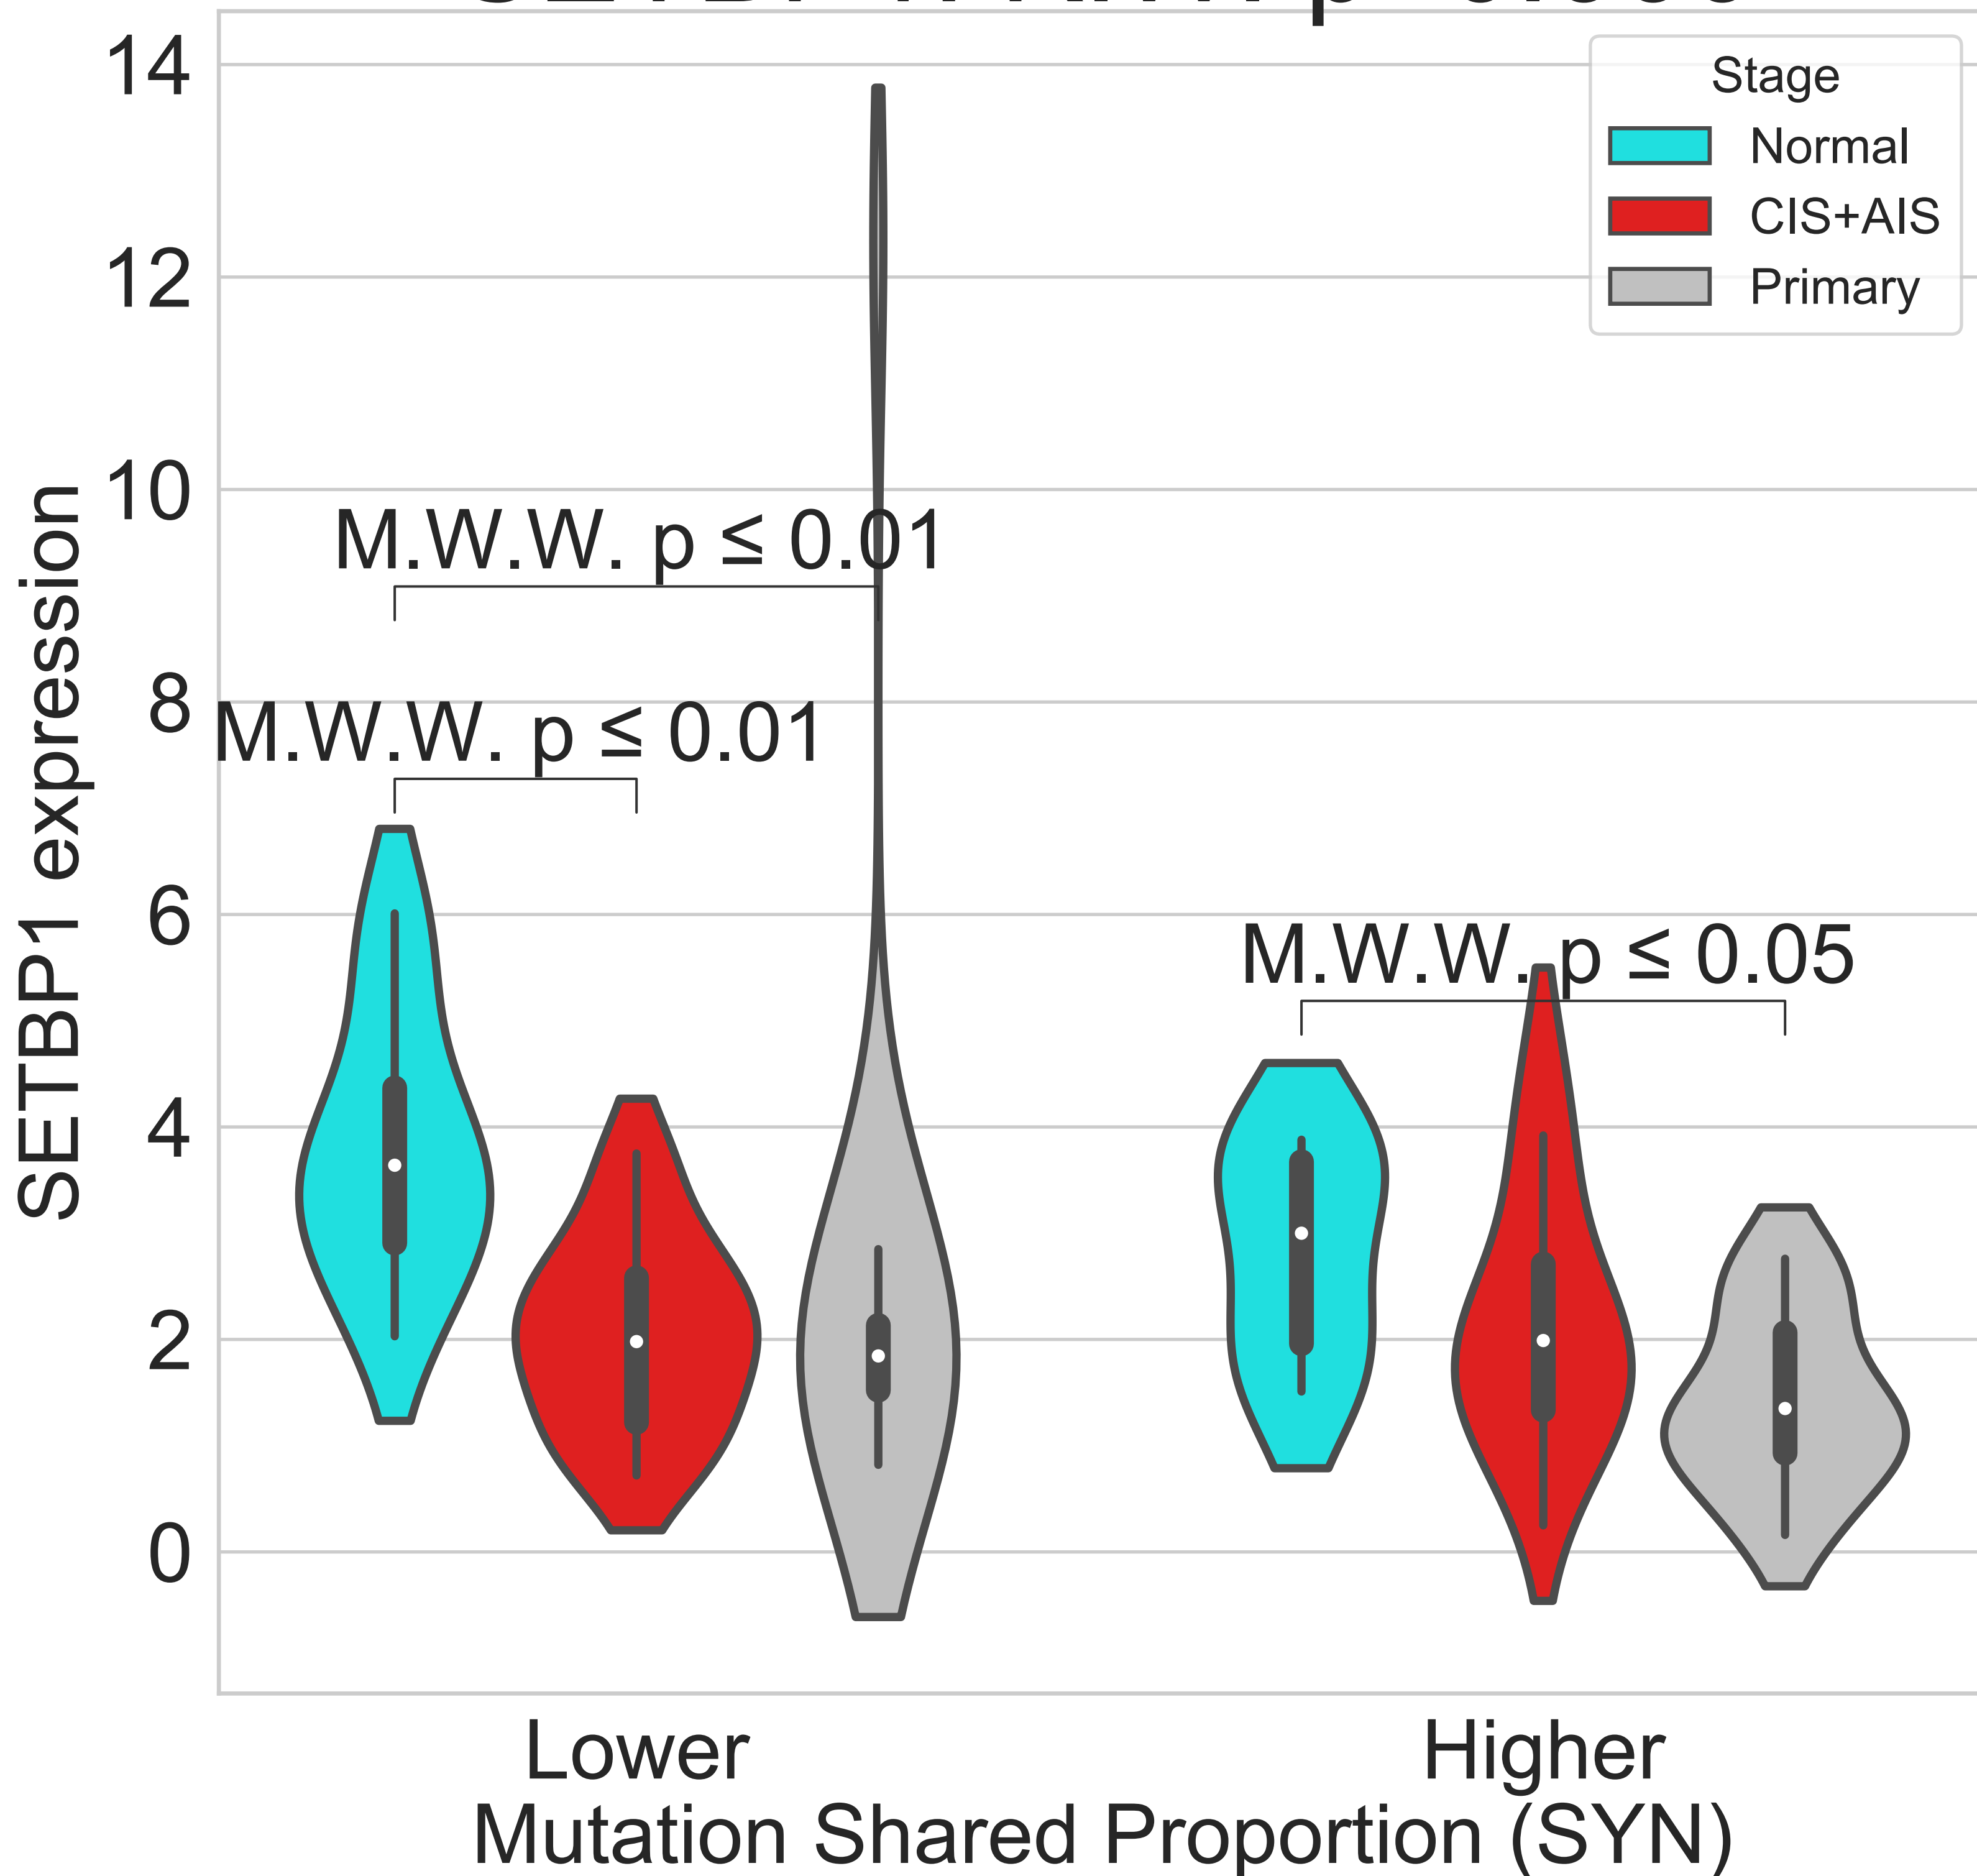 14
12
10
8
6
4
2
0
SETBP1 expression
Stage
Normal
CIS+AIS
Primary
M.W.W. p ≤ 0.01
M.W.W. p ≤ 0.01
M.W.W. p ≤ 0.05
Lower
Higher
Mutation Shared Proportion (SYN)